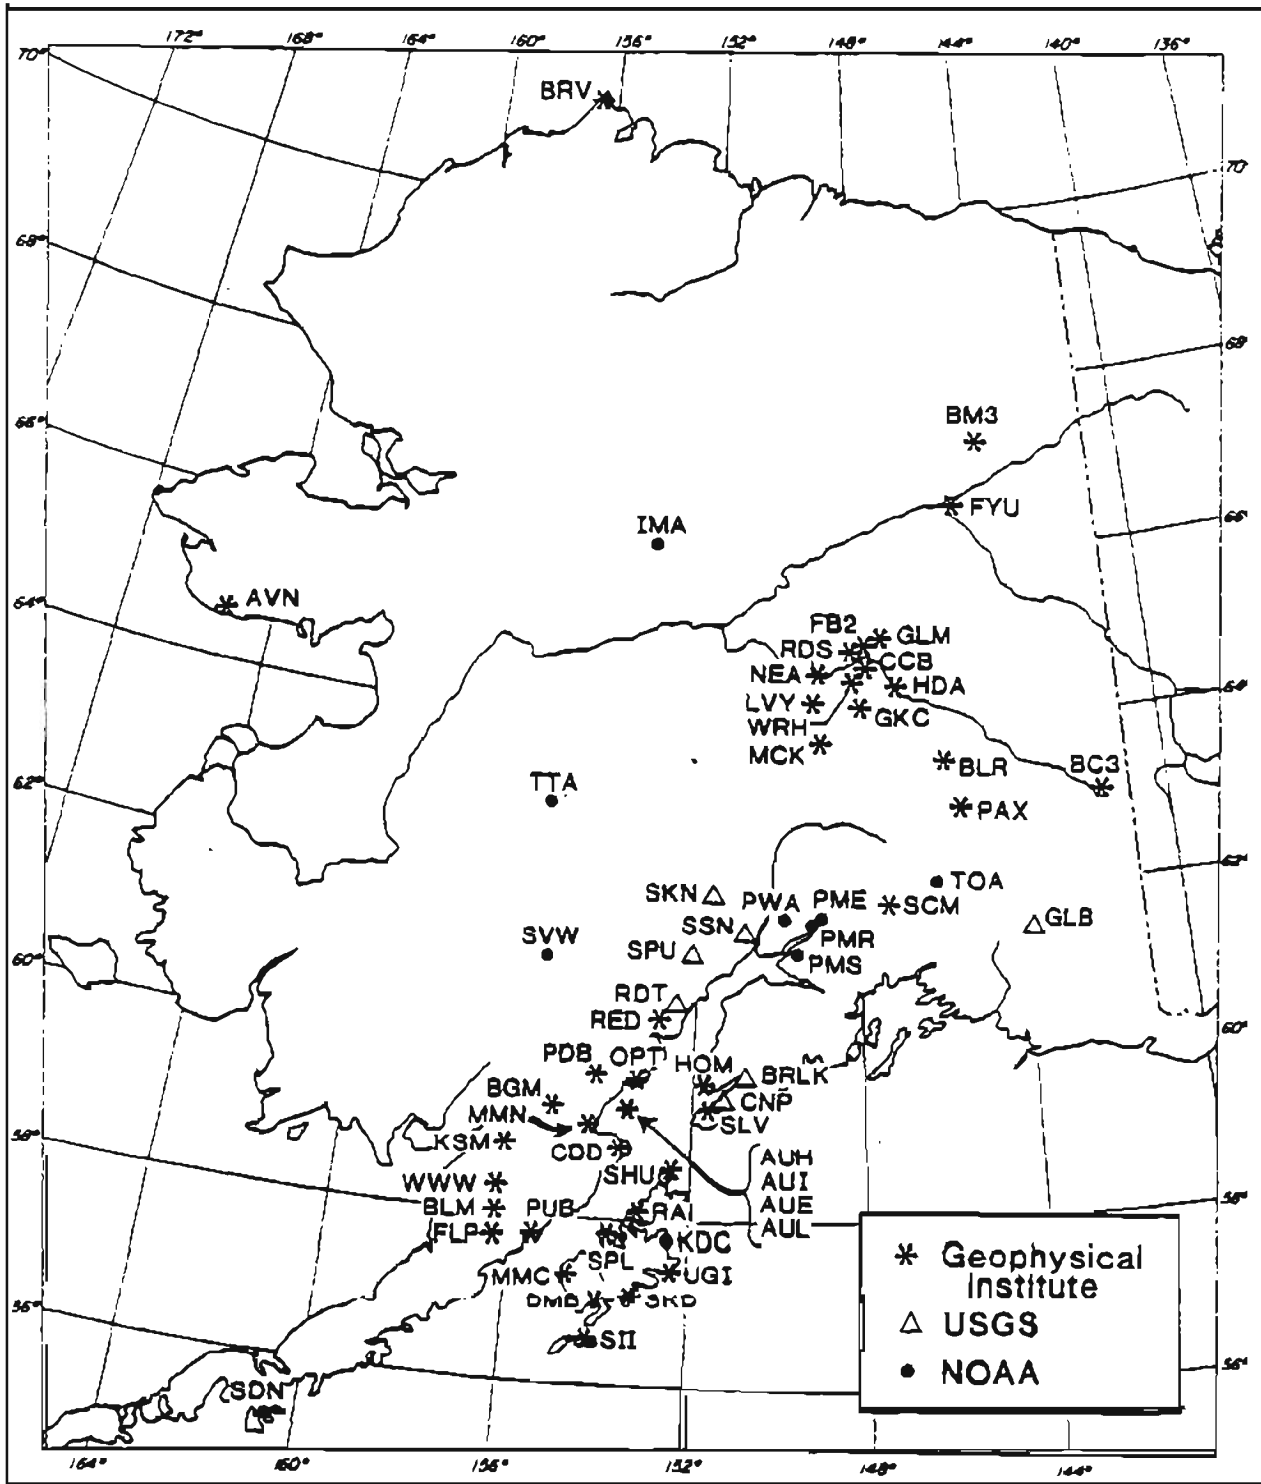 172° 168° 164° 160° 156° 152° 148° 144° 140° 136°
70°
BRV
70°
68°
68°
66°
BM3
FYU
66°
IMA
64°
AVN
FB2 GLM
RDS CCB
NEA HDA
64°
LVY
GKC
WRH
MCK
BLR BC3
62°
TTA
PAX
62°
TOA
SKN PWA PME SCM
SSN GLB
SVW SPU PMR
PMS
60°
RDT
RED
60°
PDB OPT HOM
BRLK
BGM
CNP
MMN
SLV
KSM
58°
CDD
AUH
SHU
AUI
WWW
AUE
58°
BLM PUB RAI
AUL
FLP
KDC
SPL
MMC UGI
DMB SKD
56°
SII
Geophysical
Institute
USGS
NOAA
56°
SDN
164° 160° 156° 152° 148° 144°